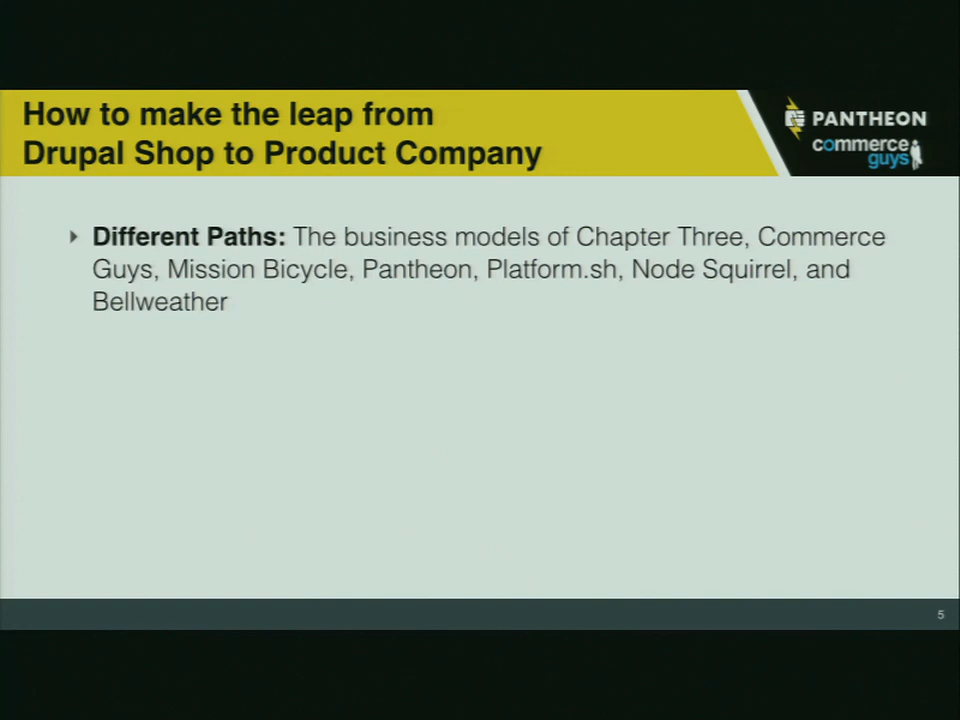 How to make the leap from
Drupal Shop to Product Company
PANTHEON
commerce
guys
Different Paths: The business models of Chapter Three, Commerce
Guys, Mission Bicycle, Pantheon, Platform.sh, Node Squirrel, and
Bellweather
5